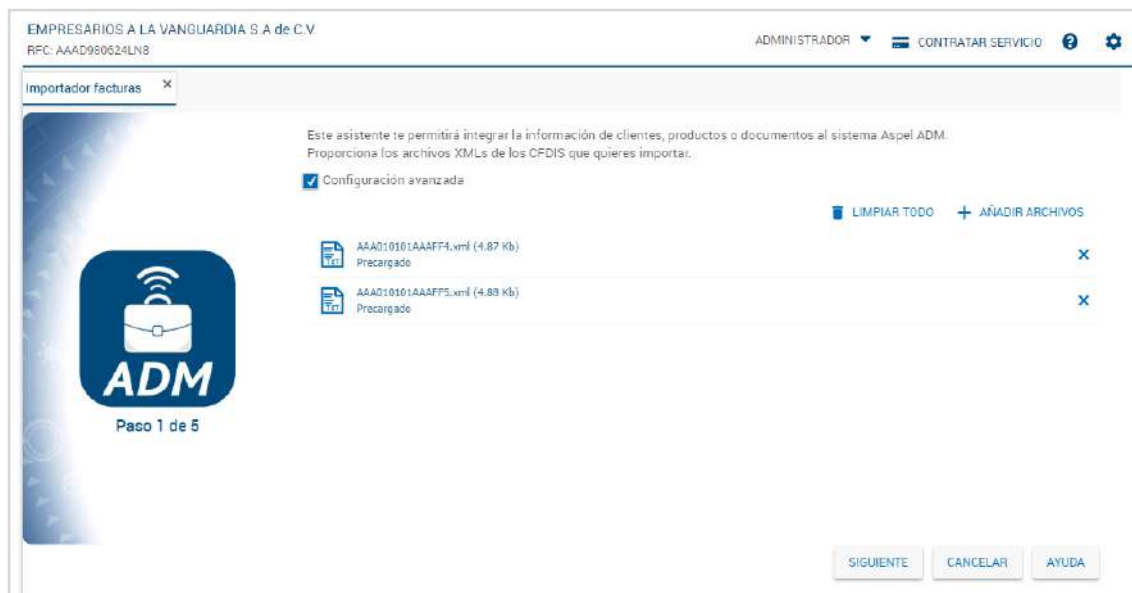 EMPRESARIOS A LA VANGUARDIA S.A de C.V.
RFC: AAAD980624LN8
ADMINISTRADOR
CONTRATAR SERVICIO
?
Importador facturas ×
Este asistente te permitirá integrar la información de clientes, productos o documentos al sistema Aspel ADM.
Proporciona los archivos XMLs de los CFDIS que quieres importar.
Configuración avanzada
LIMPIAR TODO + AÑADIR ARCHIVOS
TXT
AAA010101AAAFF4.xml (4.87 Kb)
Precargado
TXT
AAA010101AAAFF5.xml (4.88 Kb)
Precargado
ADM
Paso 1 de 5
SIGUIENTE CANCELAR AYUDA